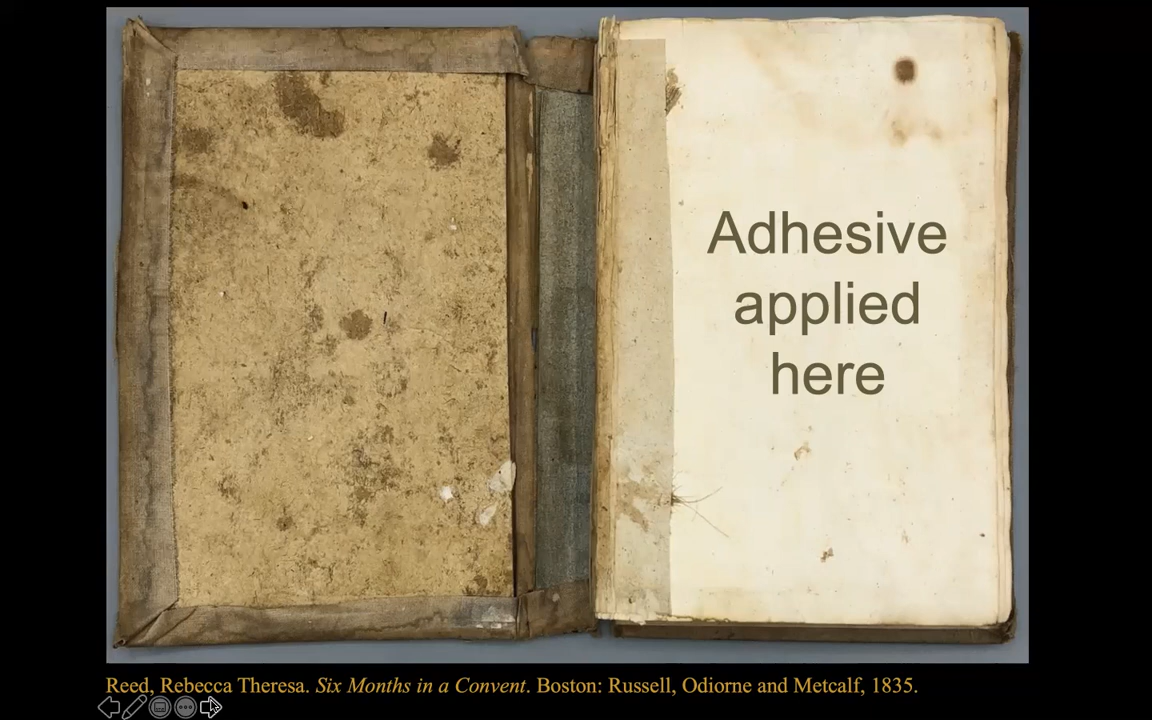 Adhesive
applied
here
Reed, Rebecca Theresa. Six Months in a Convent. Boston: Russell, Odiorne and Metcalf, 1835.